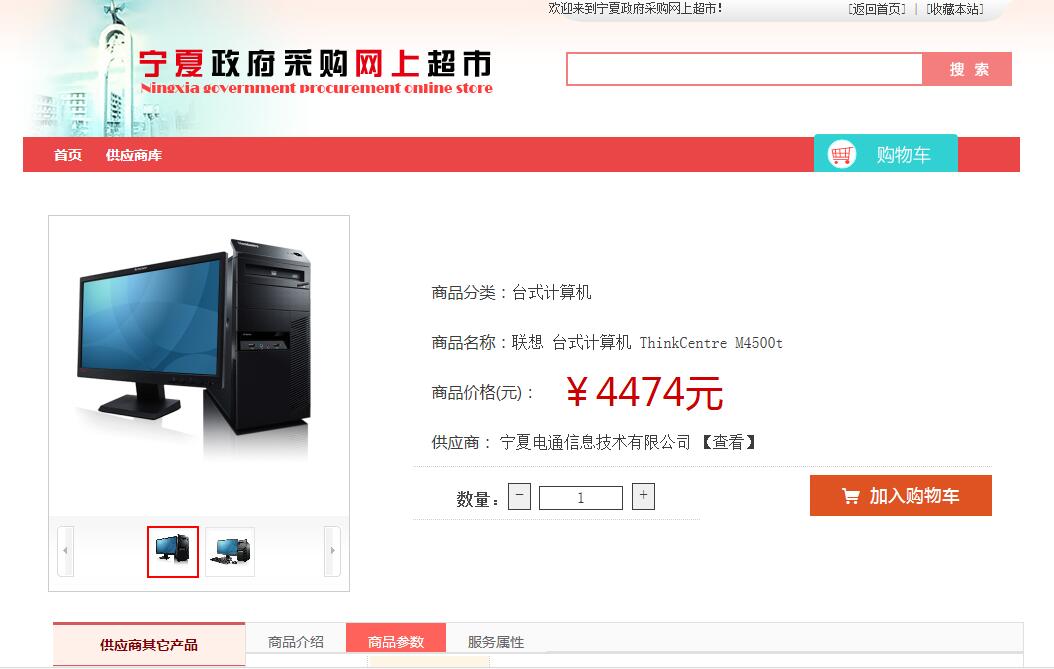 欢迎来到宁夏政府采购网上超市！ [返回首页] | [收藏本站]
宁夏政府采购网上超市
Ningxia government procurement online store
搜 索
首页 供应商库 购物车
商品分类：台式计算机
商品名称：联想 台式计算机 ThinkCentre M4500t
商品价格(元)： ￥4474元
供应商： 宁夏电通信息技术有限公司 【查看】
数量： － 1 +
加入购物车
供应商其它产品 商品介绍 商品参数 服务属性